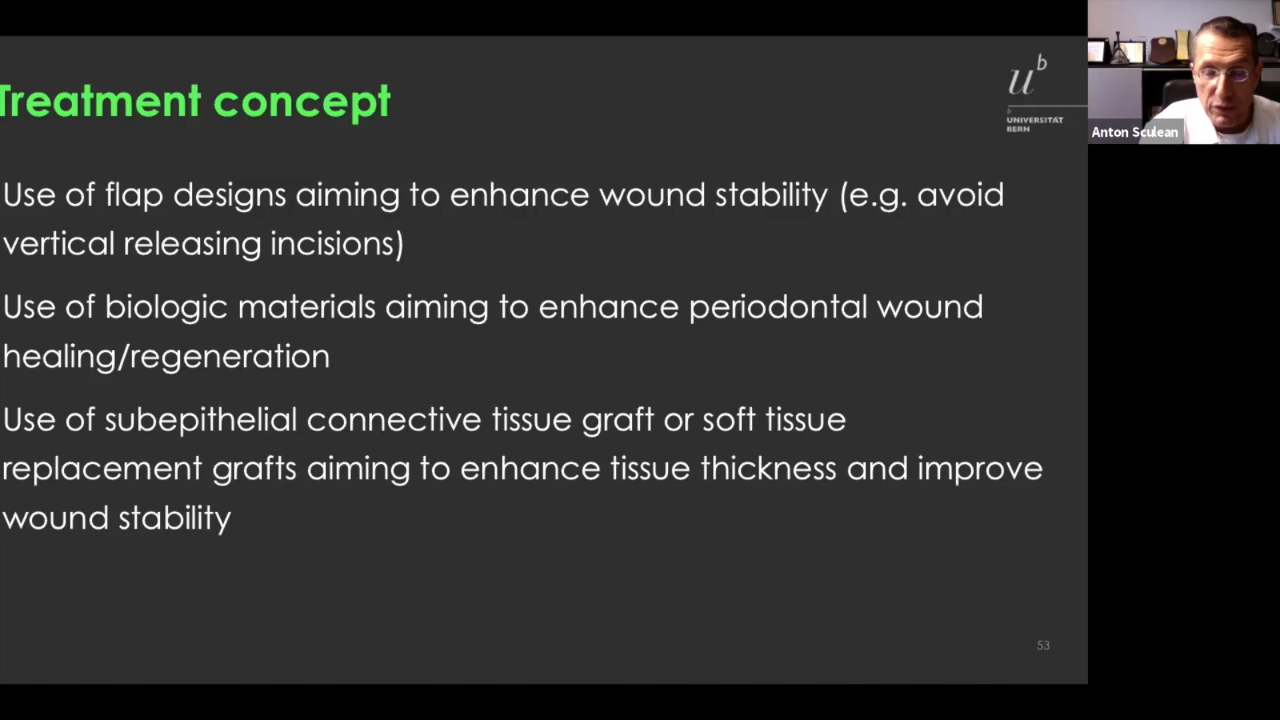 Treatment concept
u
b
b
UNIVERSITÄT
BERN
Anton Sculean
Use of flap designs aiming to enhance wound stability (e.g. avoid
vertical releasing incisions)
Use of biologic materials aiming to enhance periodontal wound
healing/regeneration
Use of subepithelial connective tissue graft or soft tissue
replacement grafts aiming to enhance tissue thickness and improve
wound stability
53